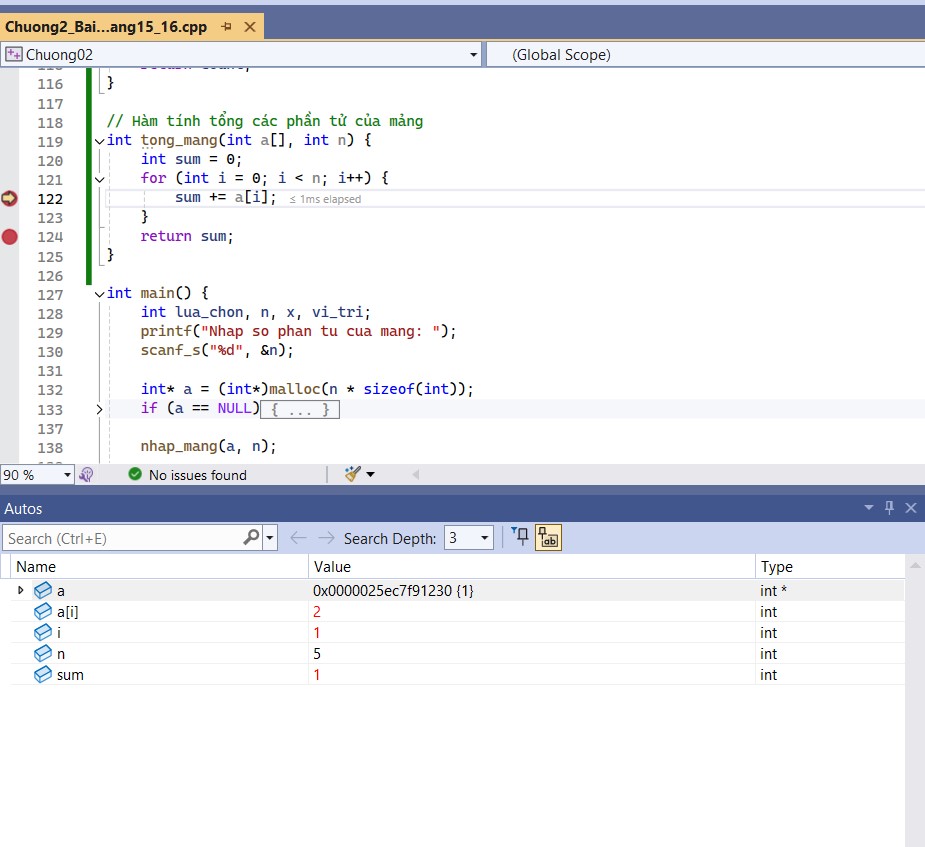 Chuong2_Bai...ang15_16.cpp
Chuong02 (Global Scope)
116 }
117
118 // Hàm tính tổng các phần tử của mảng
119 int tong_mang(int a[], int n) {
120 int sum = 0;
121 for (int i = 0; i < n; i++) {
122 sum += a[i]; ≤ 1ms elapsed
123 }
124 return sum;
125 }
126
127 int main() {
128 int lua_chon, n, x, vi_tri;
129 printf("Nhap so phan tu cua mang: ");
130 scanf_s("%d", &n);
131
132 int* a = (int*)malloc(n * sizeof(int));
133 if (a == NULL){ ... }
137
138 nhap_mang(a, n);
90 % No issues found
Autos
Search (Ctrl+E) Search Depth: 3
Name Value Type
a 0x0000025ec7f91230 {1} int *
a[i] 2 int
i 1 int
n 5 int
sum 1 int